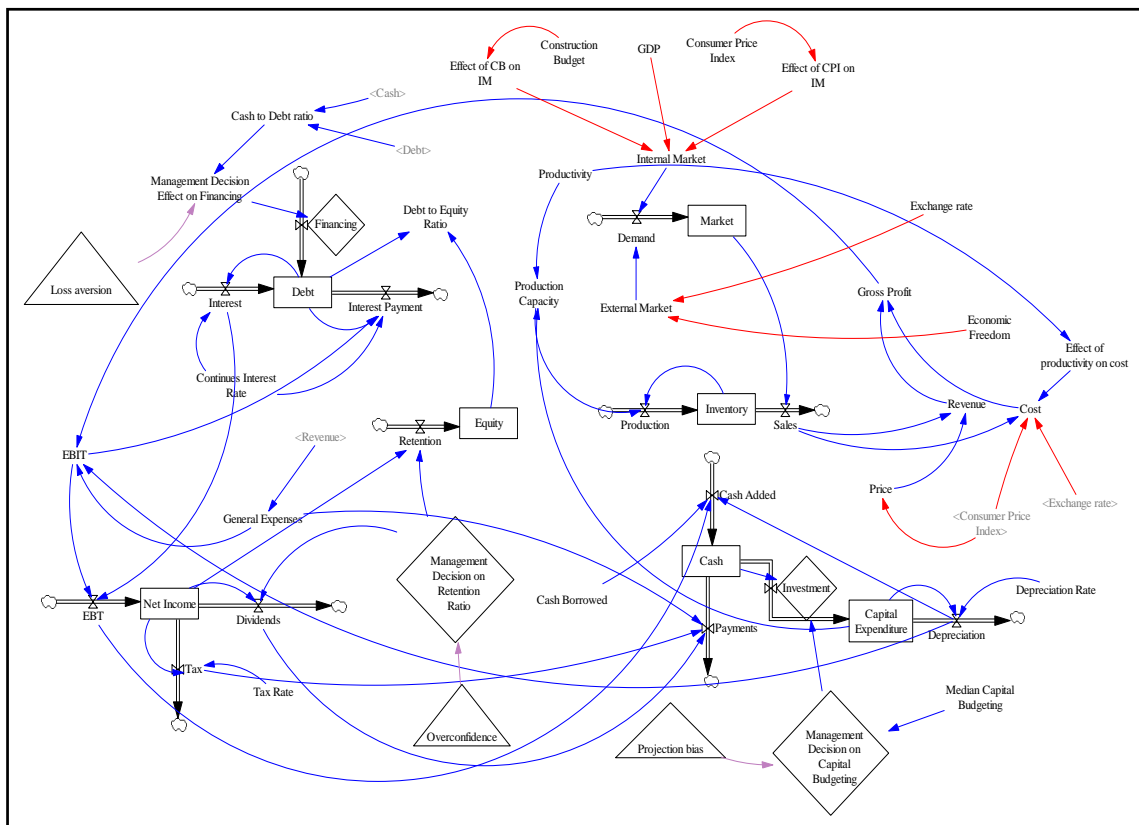 Construction
Budget
GDP
Consumer Price
Index
Effect of CB on
IM
Effect of CPI on
IM
<Cash>
Cash to Debt ratio
<Debt>
Internal Market
Productivity
Management Decision
Effect on Financing
Financing
Debt to Equity
Ratio
Market
Exchange rate
Demand
Loss aversion
Debt
Interest
Interest Payment
Production
Capacity
External Market
Gross Profit
Economic
Freedom
Effect of
productivity on cost
Continues Interest
Rate
Inventory
Revenue
Cost
Equity
Production
Sales
Retention
<Revenue>
EBIT
Price
Cash Added
General Expenses
<Consumer Price
Index>
<Exchange rate>
Management
Decision on
Retention
Ratio
Cash
Investment
Depreciation Rate
Cash Borrowed
Net Income
EBT
Dividends
Capital
Expenditure
Depreciation
Payments
Tax
Tax Rate
Median Capital
Budgeting
Overconfidence
Projection bias
Management
Decision on
Capital
Budgeting